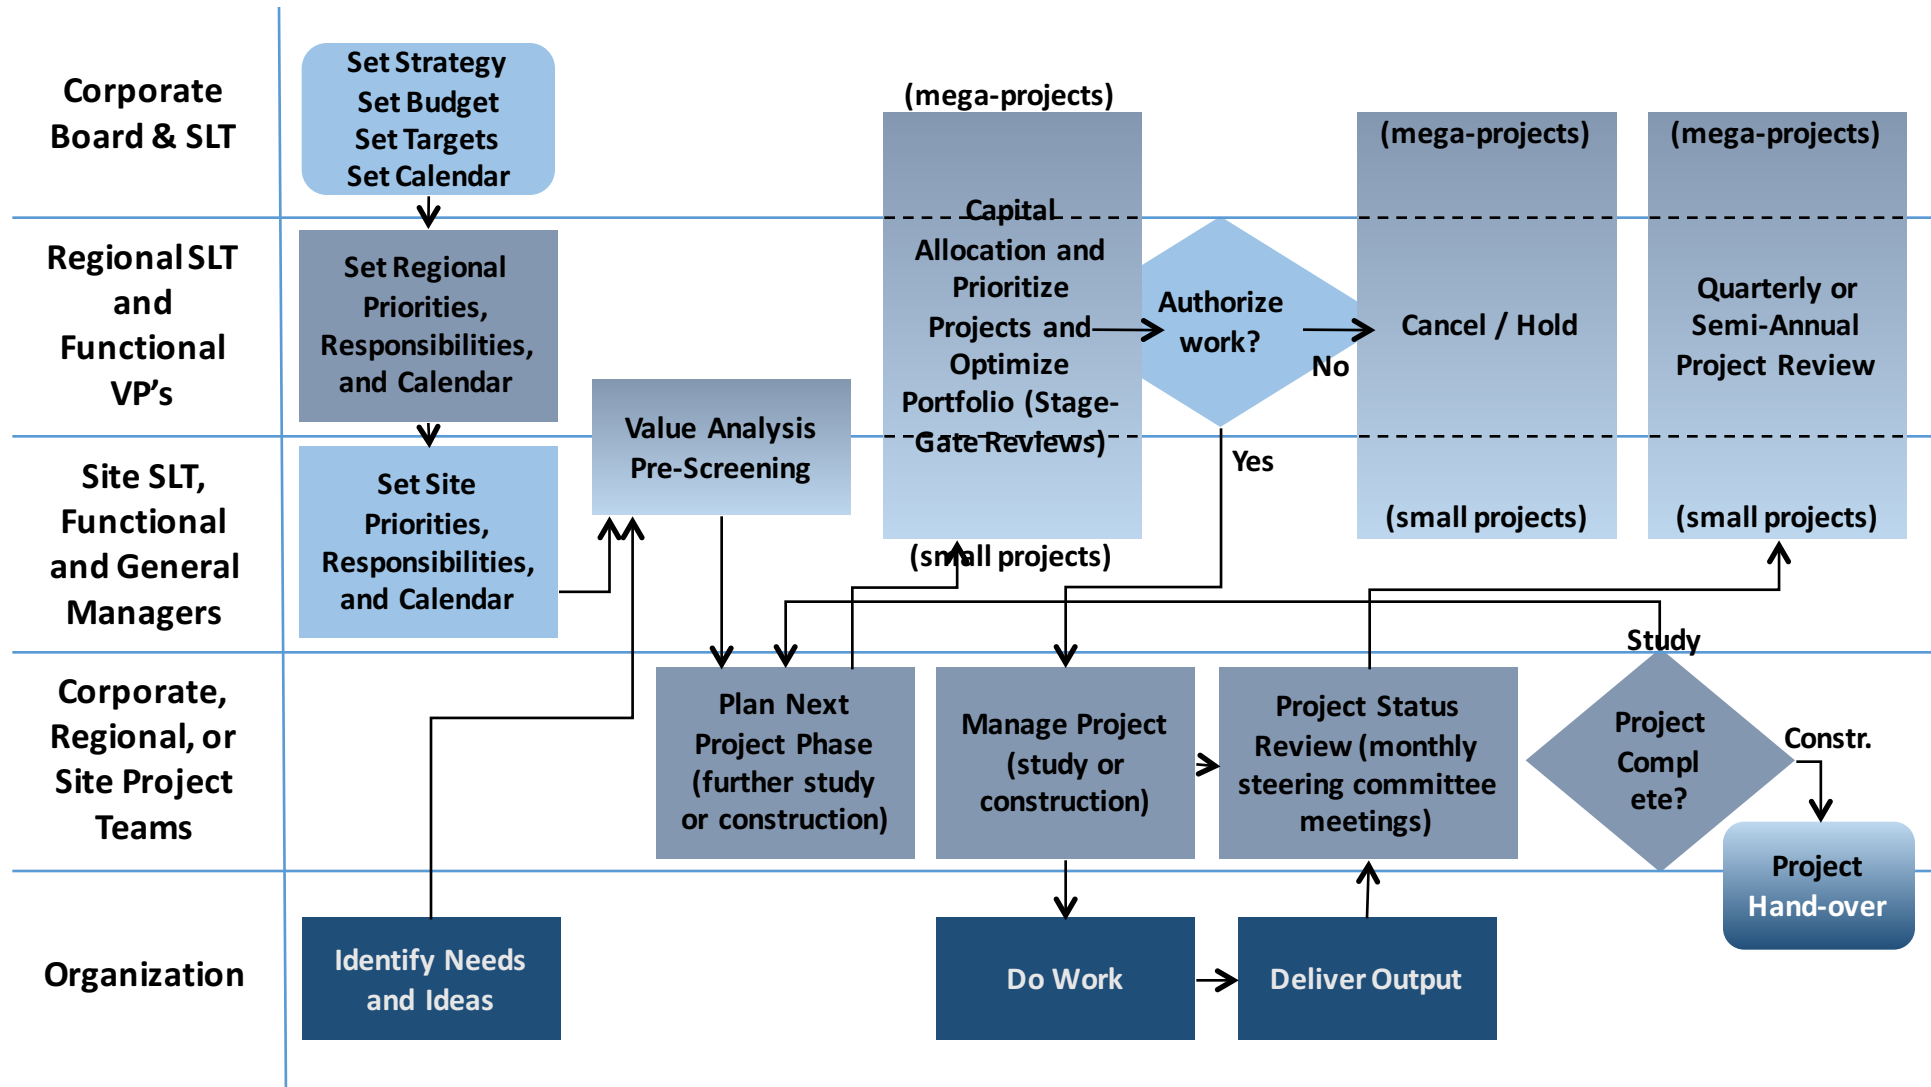 Corporate
Board & SLT
Set Strategy
Set Budget
Set Targets
Set Calendar
(mega-projects)
(mega-projects)
(mega-projects)
Regional SLT
and
Functional
VP's
Set Regional
Priorities,
Responsibilities,
and Calendar
Capital
Allocation and
Prioritize
Projects and
Optimize
Portfolio (Stage-
Gate Reviews)
Authorize
work?
No
Yes
Cancel / Hold
Quarterly or
Semi-Annual
Project Review
Value Analysis
Pre-Screening
Site SLT,
Functional
and General
Managers
Set Site
Priorities,
Responsibilities,
and Calendar
(small projects)
(small projects)
(small projects)
Corporate,
Regional, or
Site Project
Teams
Plan Next
Project Phase
(further study
or construction)
Manage Project
(study or
construction)
Project Status
Review (monthly
steering committee
meetings)
Study
Project
Compl
ete?
Constr.
Project
Hand-over
Organization
Identify Needs
and Ideas
Do Work
Deliver Output